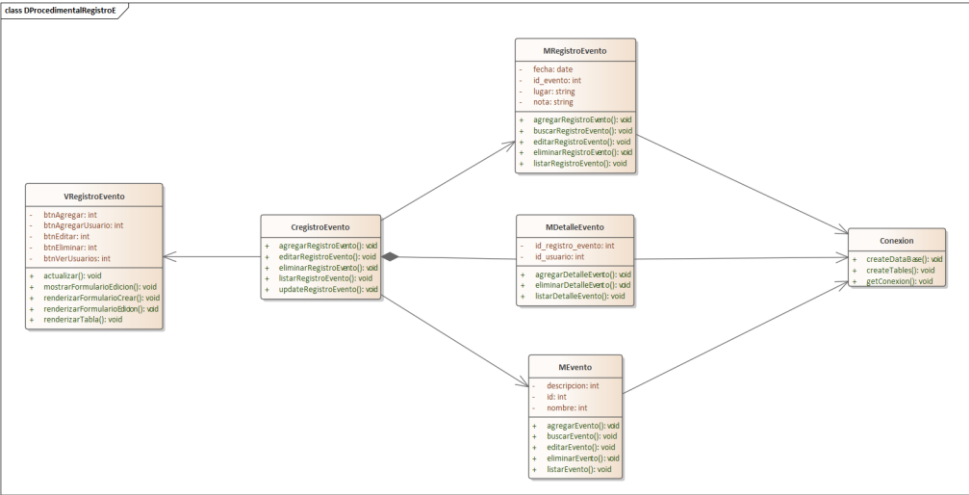 class DProcedimentalRegistroE
MRegistroEvento
- fecha: date
- id_evento: int
- lugar: string
- nota: string
+ agregarRegistroEvento(): void
+ buscarRegistroEvento(): void
+ editarRegistroEvento(): void
+ eliminarRegistroEvento(): void
+ listarRegistroEvento(): void
VRegistroEvento
- btnAgregar: int
- btnAgregarUsuario: int
- btnEditar: int
- btnEliminar: int
- btnVerUsuarios: int
+ actualizar(): void
+ mostrarFormularioEdicion(): void
+ renderizarFormularioCrear(): void
+ renderizarFormularioEdicion(): void
+ renderizarTabla(): void
CregistroEvento
+ agregarRegistroEvento(): void
+ editarRegistroEvento(): void
+ eliminarRegistroEvento(): void
+ listarRegistroEvento(): void
+ updateRegistroEvento(): void
MDetalleEvento
- id_registro_evento: int
- id_usuario: int
+ agregarDetalleEvento(): void
+ eliminarDetalleEvento(): void
+ listarDetalleEvento(): void
Conexion
+ createDataBase(): void
+ createTables(): void
+ getConexion(): void
MEvento
- descripcion: int
- id: int
- nombre: int
+ agregarEvento(): void
+ buscarEvento(): void
+ editarEvento(): void
+ eliminarEvento(): void
+ listarEvento(): void